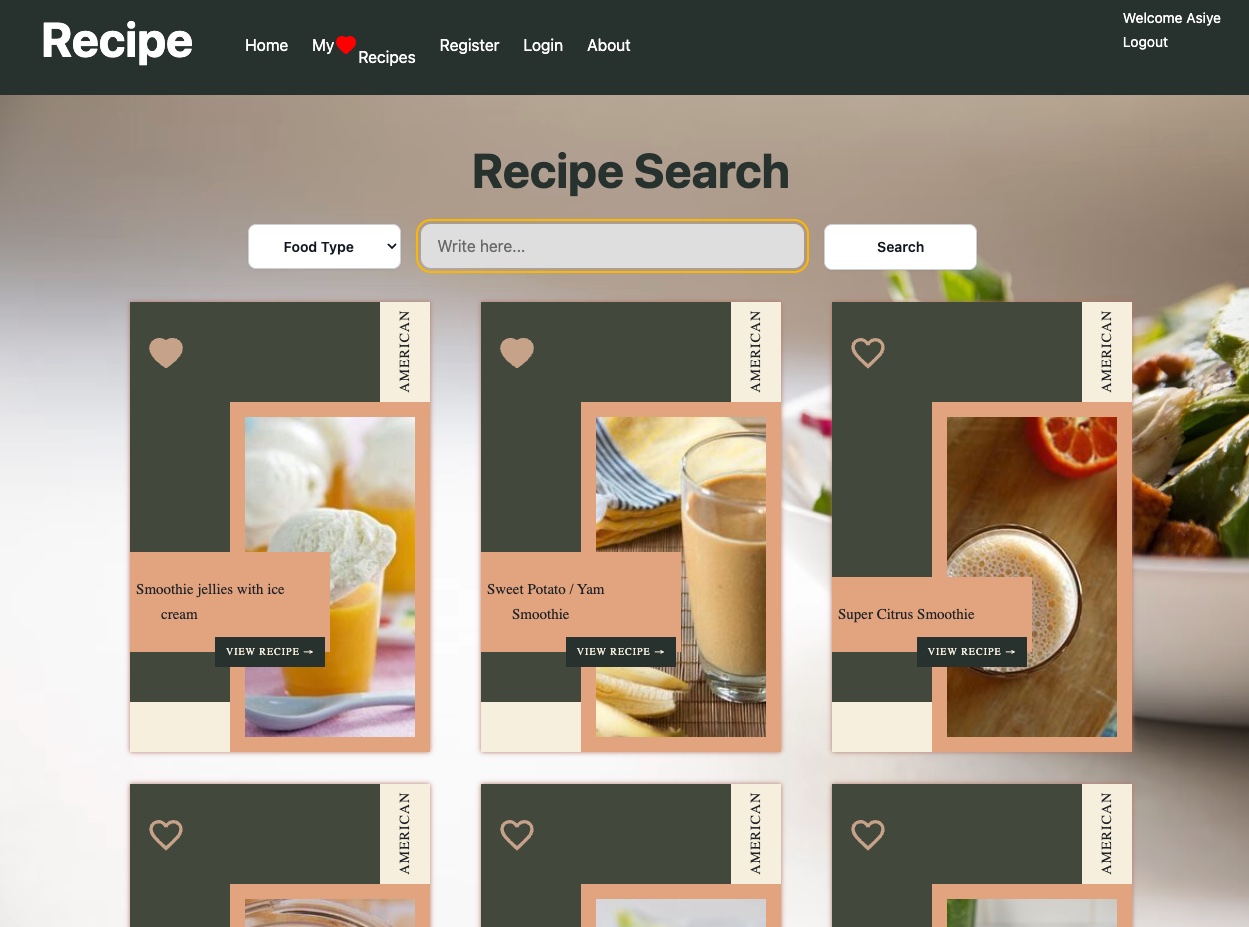 Recipe
Home
My
Recipes
Register
Login
About
Welcome Asiye
Logout
Recipe Search
Food Type
Write here...
Search
AMERICAN
Smoothie jellies with ice
cream
VIEW RECIPE →
AMERICAN
Sweet Potato / Yam
Smoothie
VIEW RECIPE →
AMERICAN
Super Citrus Smoothie
VIEW RECIPE →
AMERICAN
AMERICAN
AMERICAN